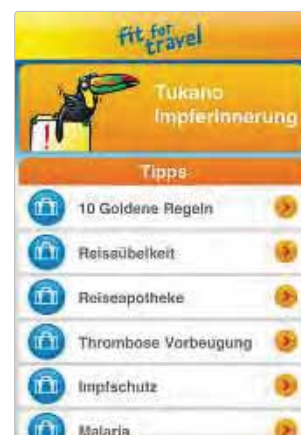 fit for
travel
Tukano
Impferinnerung
!
Tipps
10 Goldene Regeln
Reiseübelkeit
Reiseapotheke
Thrombose Vorbeugung
Impfschutz
Malaria